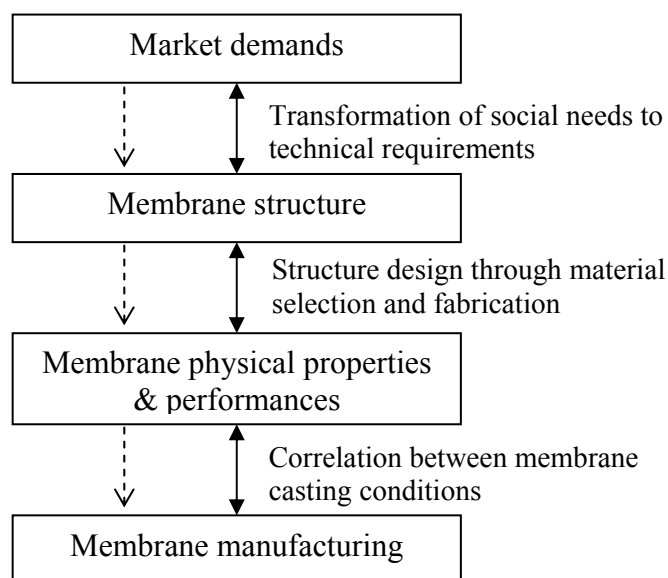 Market demands
Transformation of social needs to
technical requirements
Membrane structure
Structure design through material
selection and fabrication
Membrane physical properties
& performances
Correlation between membrane
casting conditions
Membrane manufacturing